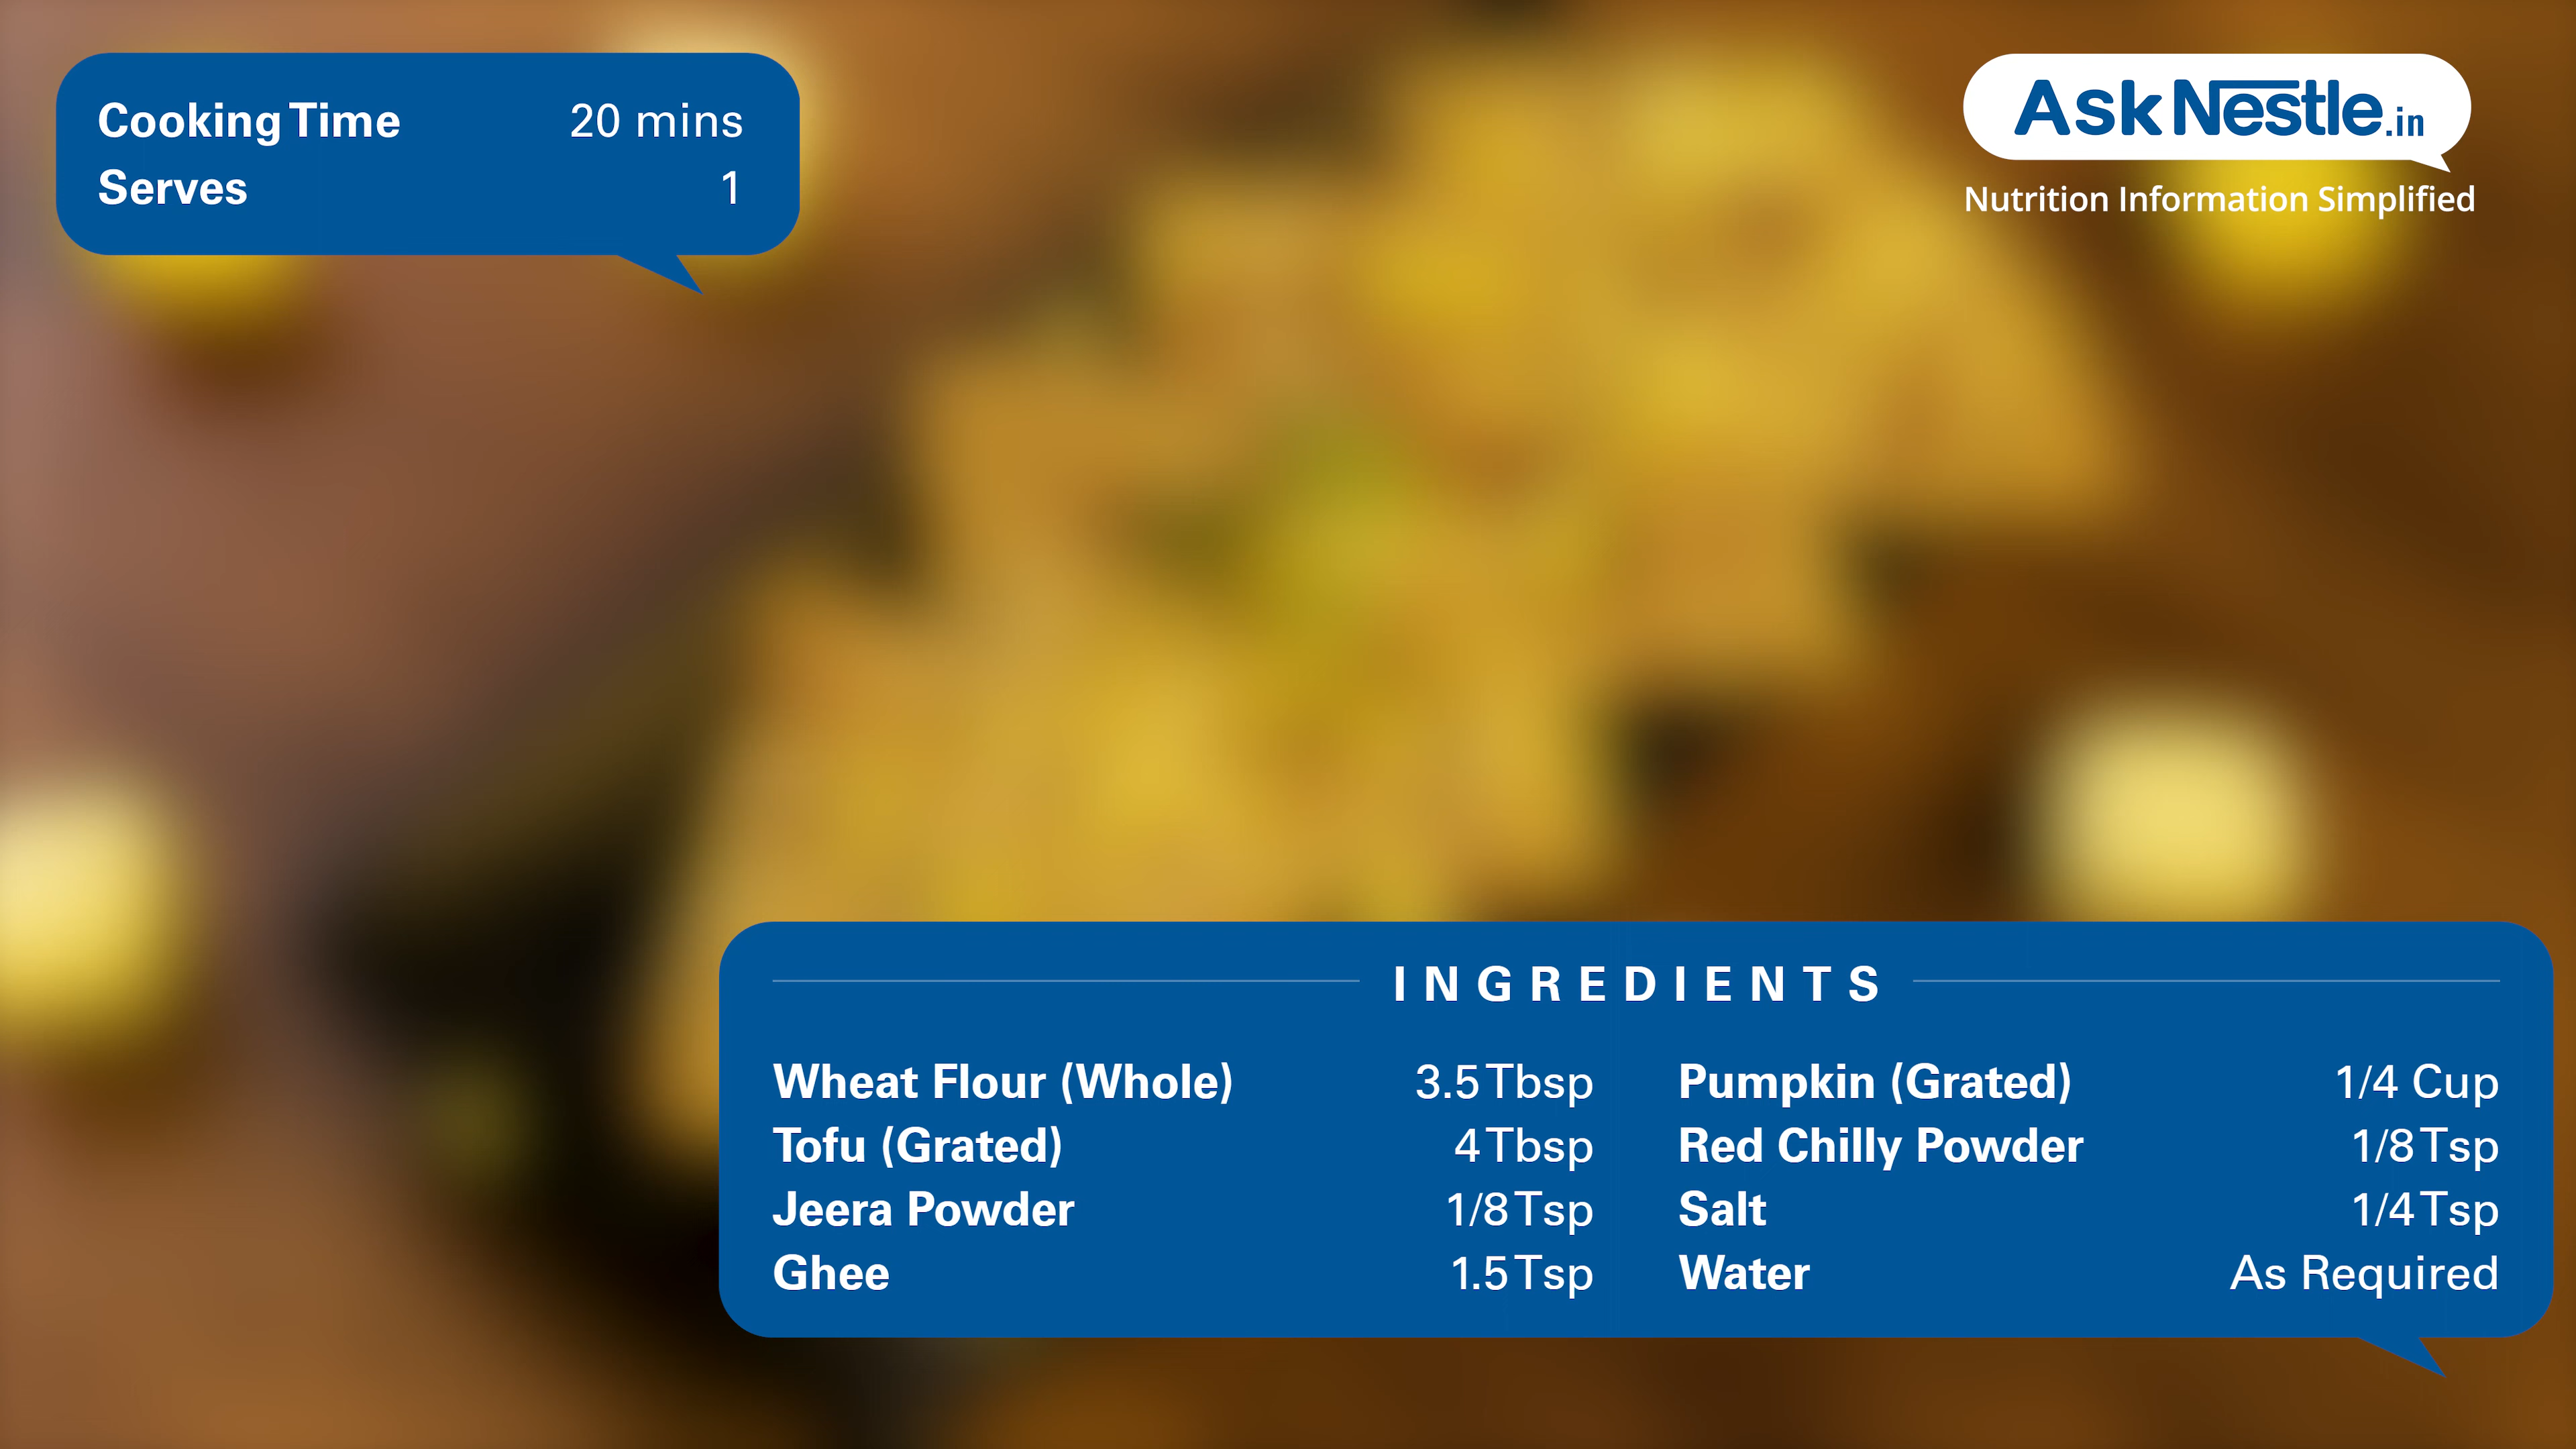 Cooking Time 20 mins
Serves 1
AskNestle.in
Nutrition Information Simplified
INGREDIENTS
Wheat Flour (Whole) 3.5 Tbsp
Tofu (Grated) 4 Tbsp
Jeera Powder 1/8 Tsp
Ghee 1.5 Tsp
Pumpkin (Grated) 1/4 Cup
Red Chilly Powder 1/8 Tsp
Salt 1/4 Tsp
Water As Required